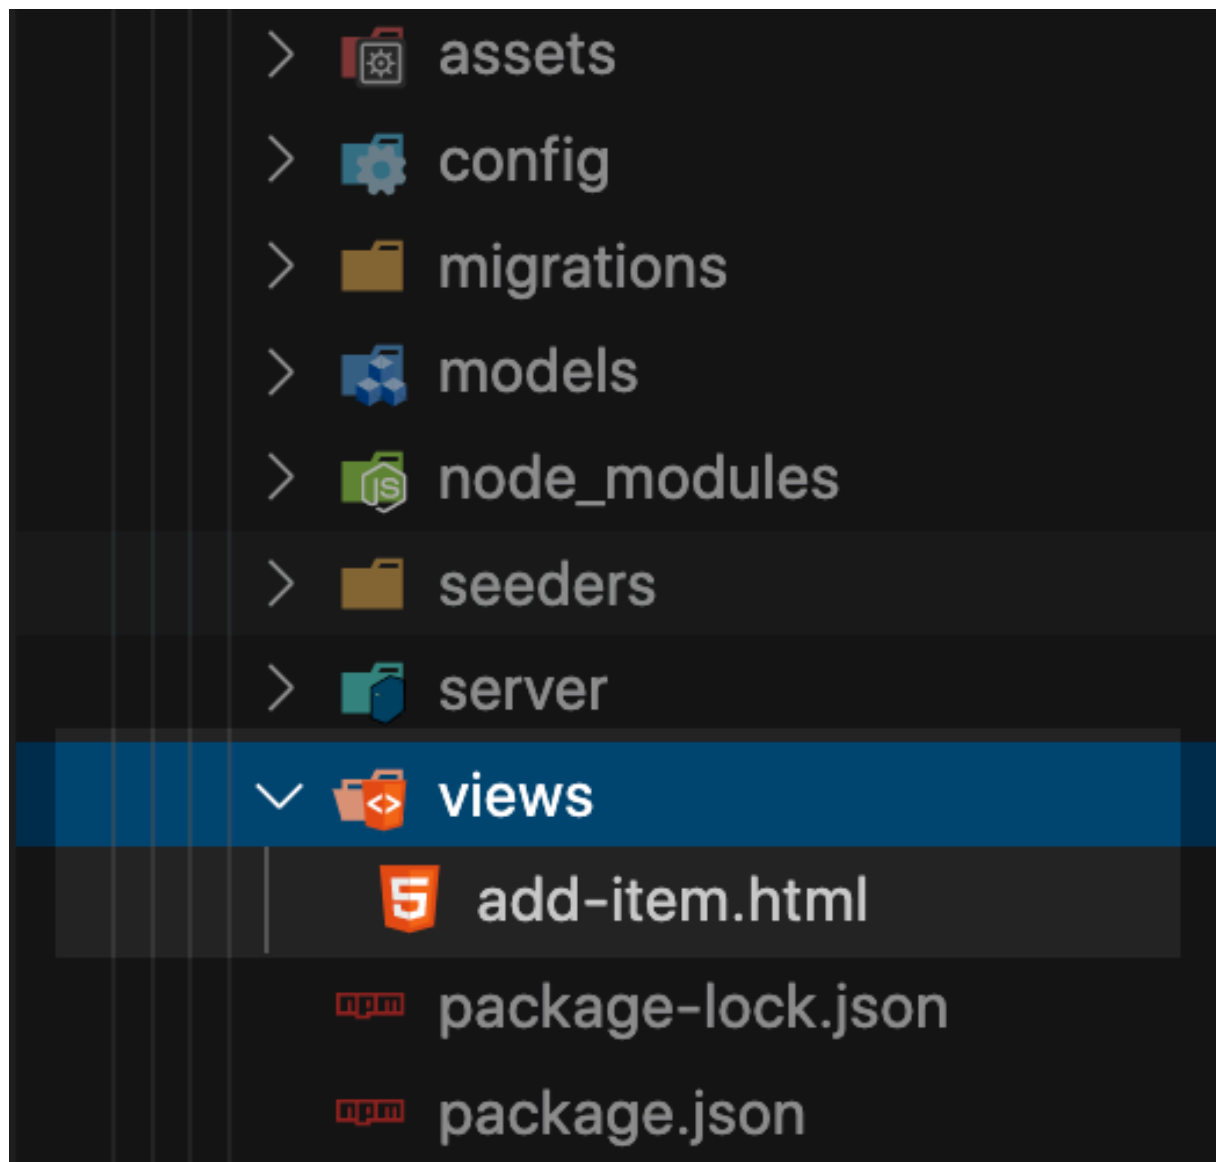 assets
config
migrations
models
node_modules
seeders
server
views
add-item.html
package-lock.json
package.json